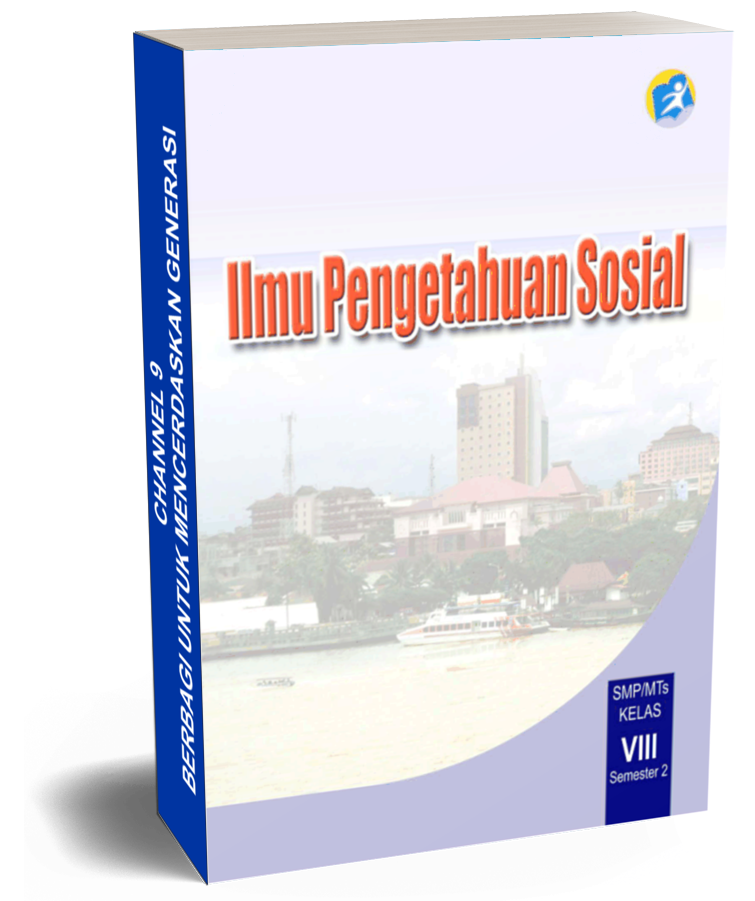 CHANNEL 9
BERBAGI UNTUK MENCERDASKAN GENERASI
Ilmu Pengetahuan Sosial
SMP/MTs
KELAS
VIII
Semester 2